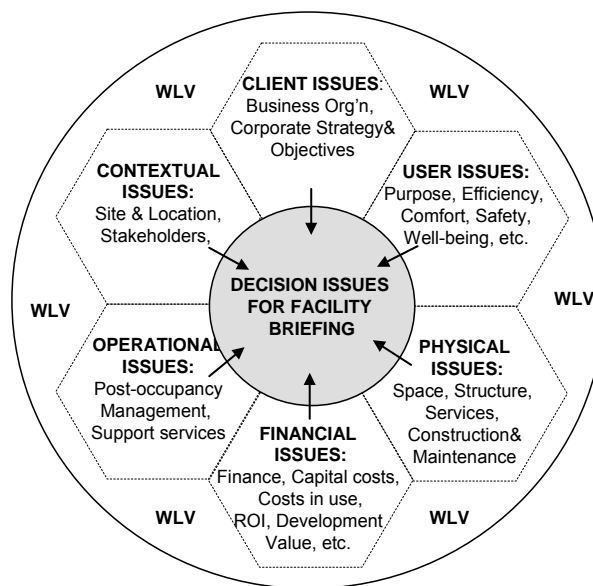 WLV
CLIENT ISSUES:
Business Org'n,
Corporate Strategy&
Objectives
WLV
CONTEXTUAL
ISSUES:
Site & Location,
Stakeholders,
USER ISSUES:
Purpose, Efficiency,
Comfort, Safety,
Well-being, etc.
WLV
DECISION ISSUES
FOR FACILITY
BRIEFING
WLV
OPERATIONAL
ISSUES:
Post-occupancy
Management,
Support services
PHYSICAL
ISSUES:
Space, Structure,
Services,
Construction&
Maintenance
FINANCIAL
ISSUES:
Finance, Capital costs,
Costs in use,
ROI, Development
Value, etc.
WLV
WLV